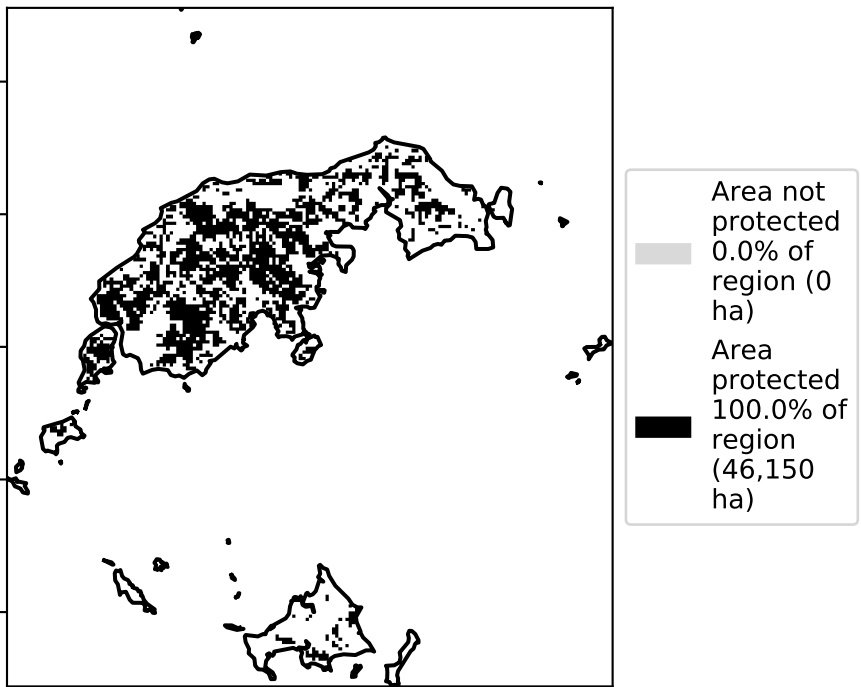 Area not
protected
0.0% of
region (0
ha)
Area
protected
100.0% of
region
(46,150
ha)